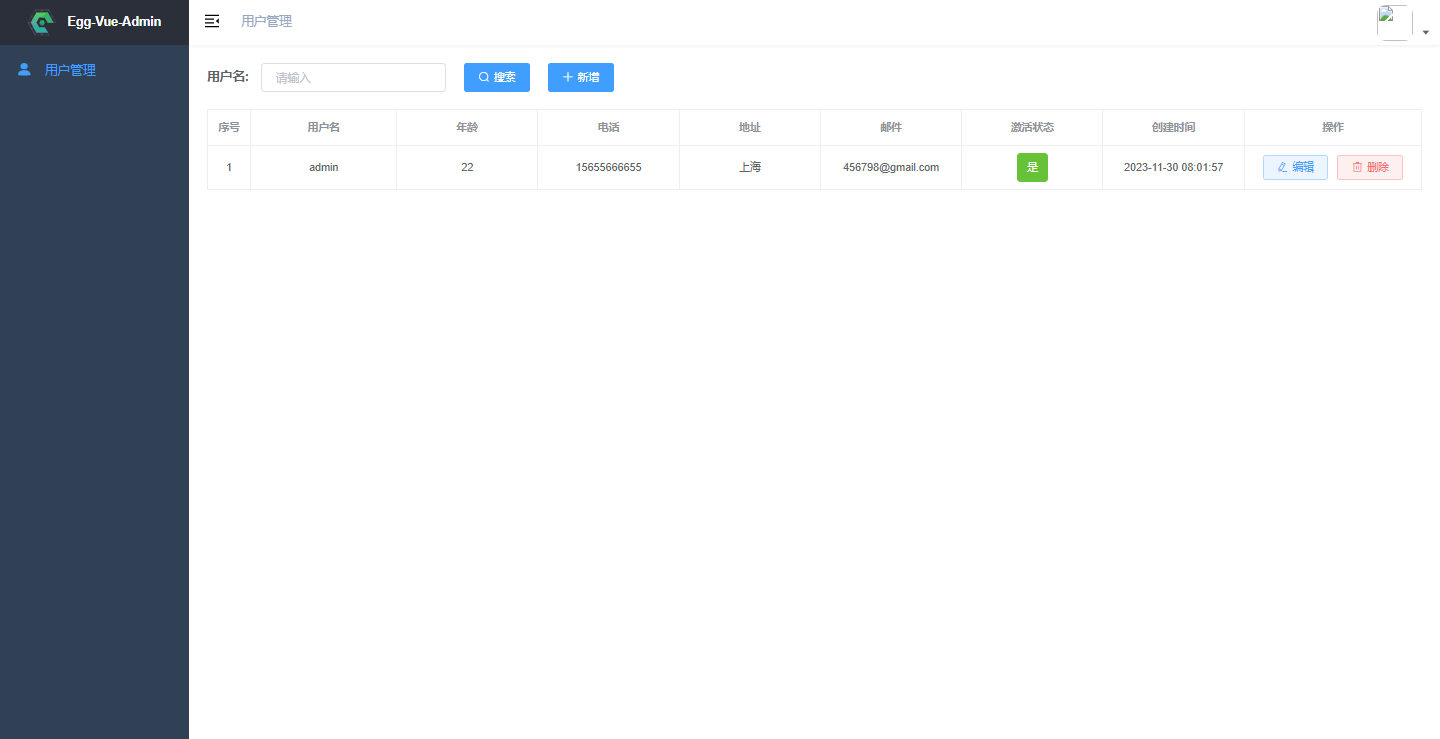 Egg-Vue-Admin
用户管理
用户管理
用户名: 请输入 搜索 新增
序号 用户名 年龄 电话 地址 邮件 激活状态 创建时间 操作
1 admin 22 15655666655 上海 456798@gmail.com 是 2023-11-30 08:01:57 编辑 删除